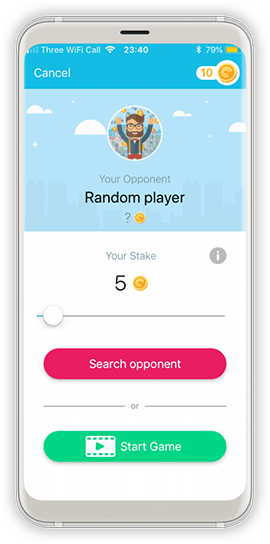 Three WiFi Call 23:40 79%
Cancel 10
Your Opponent
Random player
?
Your Stake
5
Search opponent
or
Start Game